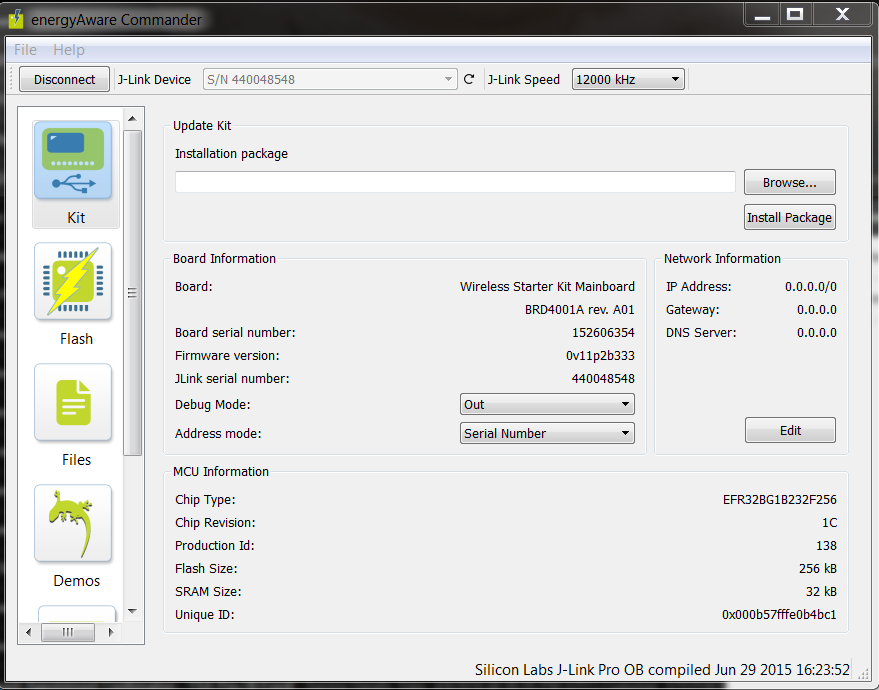 energyAware Commander
File Help
Disconnect J-Link Device S/N 440048548 J-Link Speed 12000 kHz
Kit
Flash
Files
Demos
Update Kit
Installation package
Browse...
Install Package
Board Information
Board: Wireless Starter Kit Mainboard
BRD4001A rev. A01
Board serial number: 152606354
Firmware version: 0v11p2b333
JLink serial number: 440048548
Debug Mode: Out
Address mode: Serial Number
Network Information
IP Address: 0.0.0.0/0
Gateway: 0.0.0.0
DNS Server: 0.0.0.0
Edit
MCU Information
Chip Type: EFR32BG1B232F256
Chip Revision: 1C
Production Id: 138
Flash Size: 256 kB
SRAM Size: 32 kB
Unique ID: 0x000b57fffe0b4bc1
Silicon Labs J-Link Pro OB compiled Jun 29 2015 16:23:52